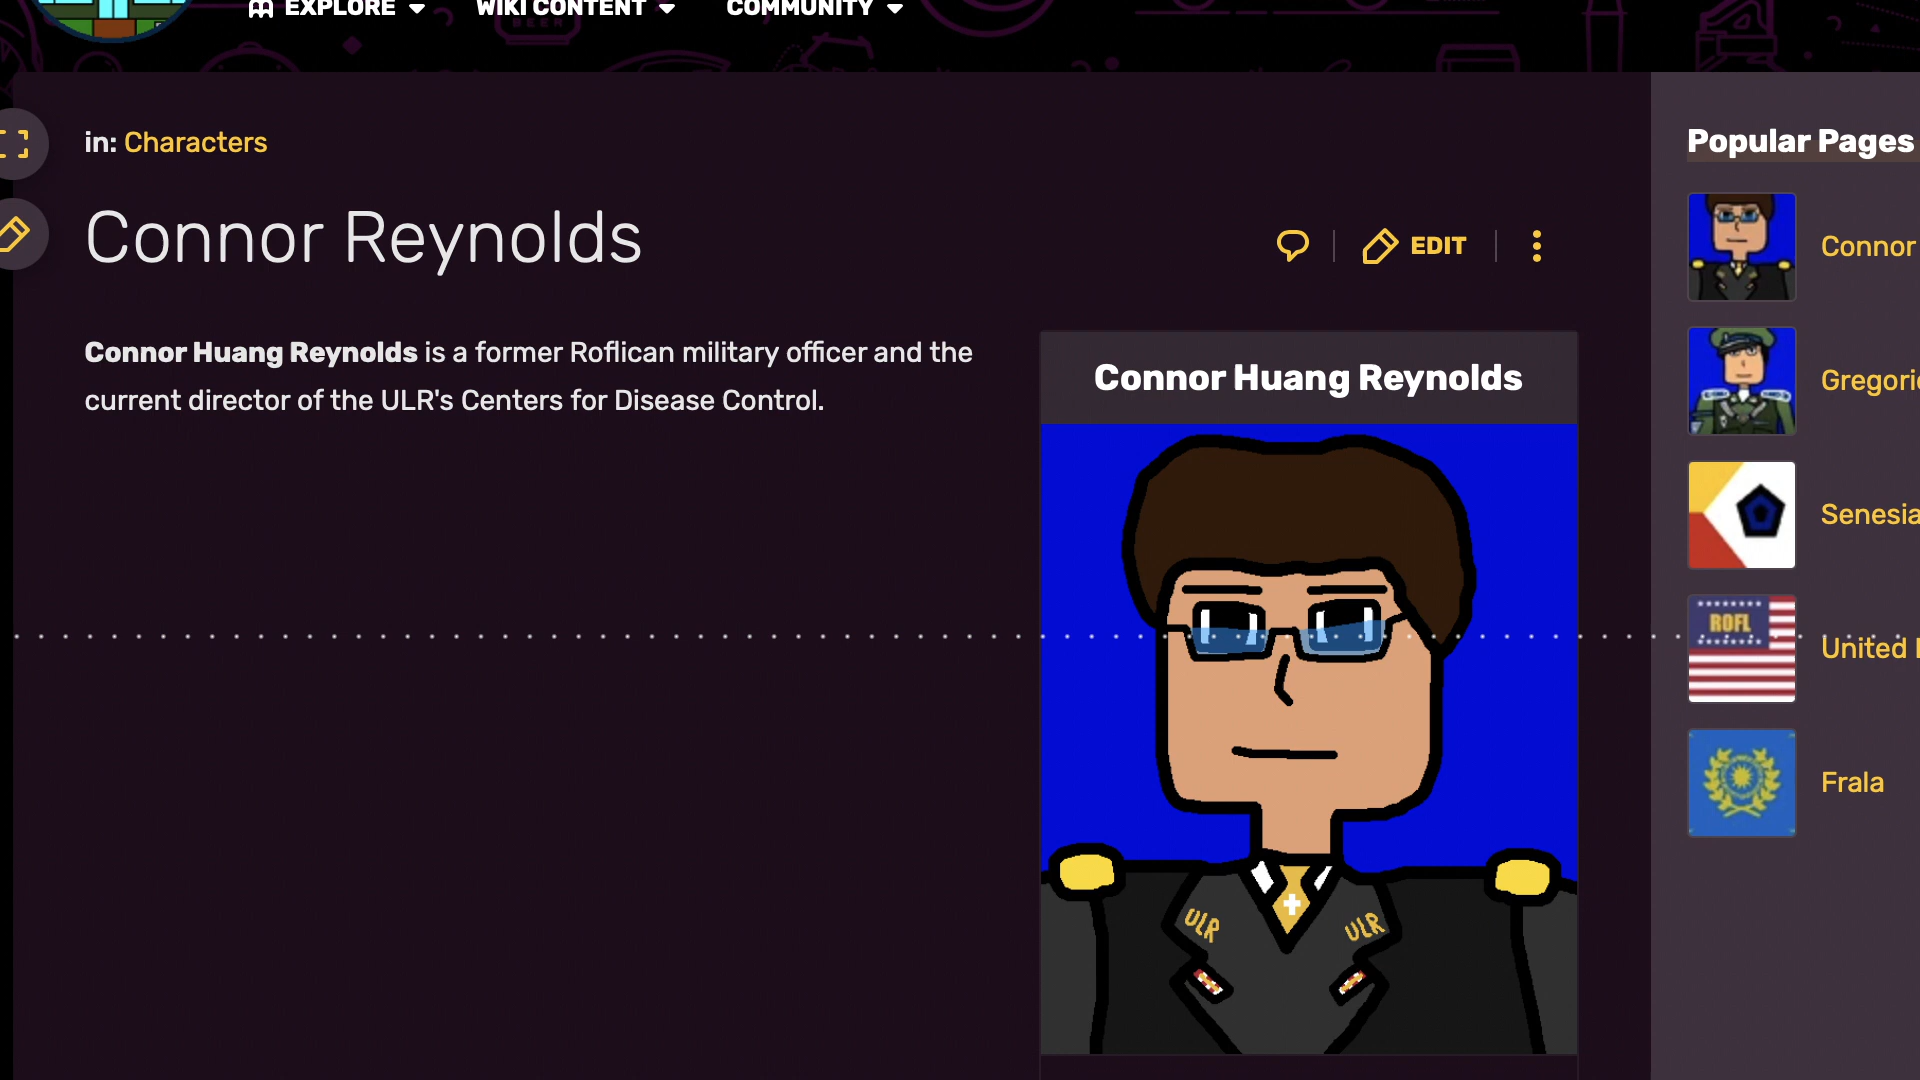 EXPLORE
WIKI CONTENT
COMMUNITY
in: Characters
Connor Reynolds
EDIT
Connor Huang Reynolds is a former Roflican military officer and the
current director of the ULR's Centers for Disease Control.
Connor Huang Reynolds
ULR
ULR
Popular Pages
Connor
Gregorio
Senesia
ROFL
United
Frala